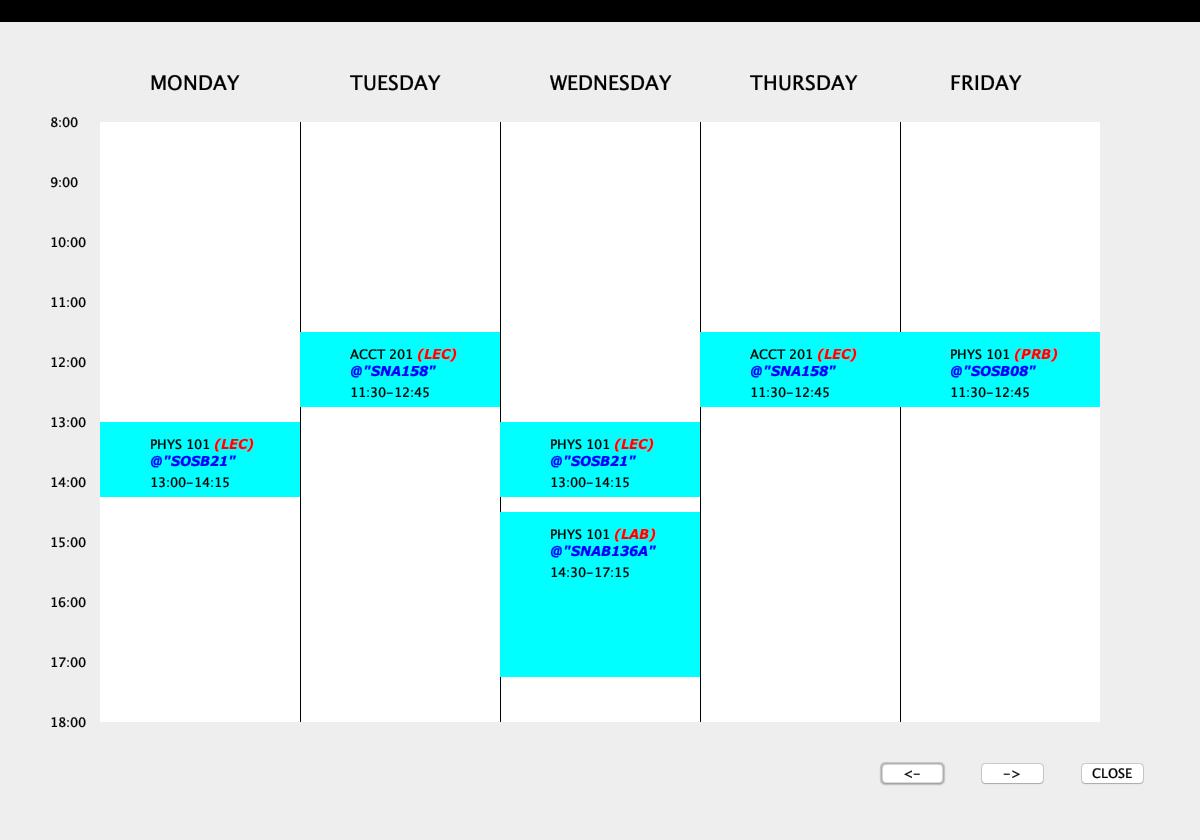 MONDAY TUESDAY WEDNESDAY THURSDAY FRIDAY
8:00
9:00
10:00
11:00
12:00
13:00
14:00
15:00
16:00
17:00
18:00
PHYS 101 (LEC)
@"SOSB21"
13:00-14:15
ACCT 201 (LEC)
@"SNA158"
11:30-12:45
PHYS 101 (LEC)
@"SOSB21"
13:00-14:15
PHYS 101 (LAB)
@"SNAB136A"
14:30-17:15
ACCT 201 (LEC)
@"SNA158"
11:30-12:45
PHYS 101 (PRB)
@"SOSB08"
11:30-12:45
<- -> CLOSE